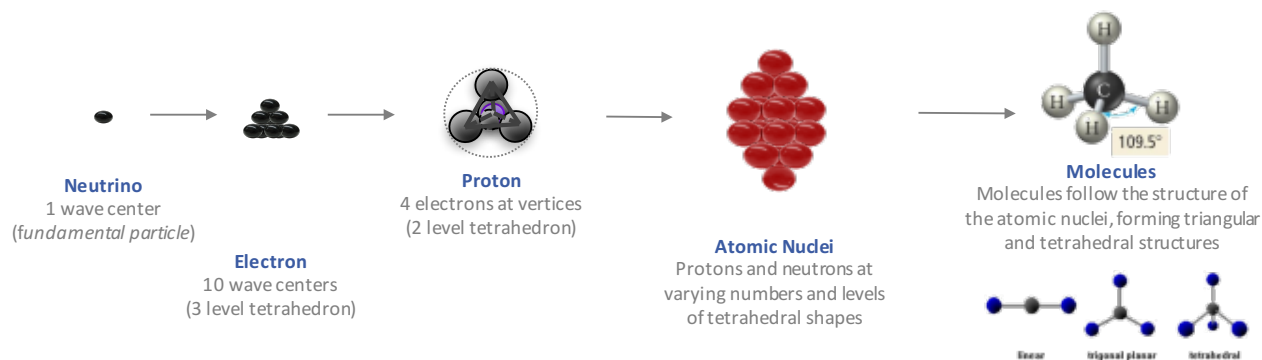 Neutrino
1 wave center
(fundamental particle)
Electron
10 wave centers
(3 level tetrahedron)
Proton
4 electrons at vertices
(2 level tetrahedron)
Atomic Nuclei
Protons and neutrons at
varying numbers and levels
of tetrahedral shapes
H
C
H
H
H
109.5°
Molecules
Molecules follow the structure of
the atomic nuclei, forming triangular
and tetrahedral structures
linear
trigonal planar
tetrahedral